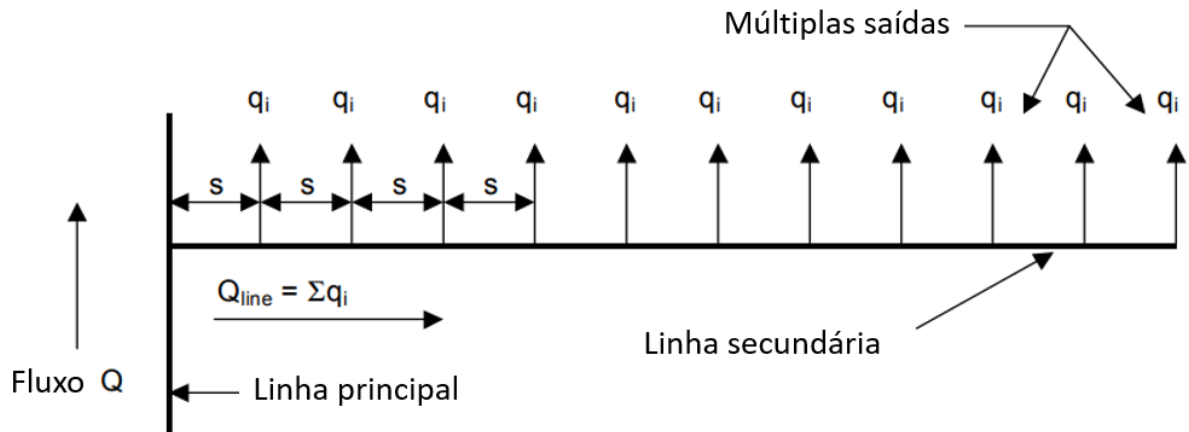 Múltiplas saídas
qᵢ qᵢ qᵢ qᵢ qᵢ qᵢ qᵢ qᵢ qᵢ qᵢ qᵢ
s s s s
Q_line = Σqᵢ
Linha secundária
Fluxo Q
Linha principal